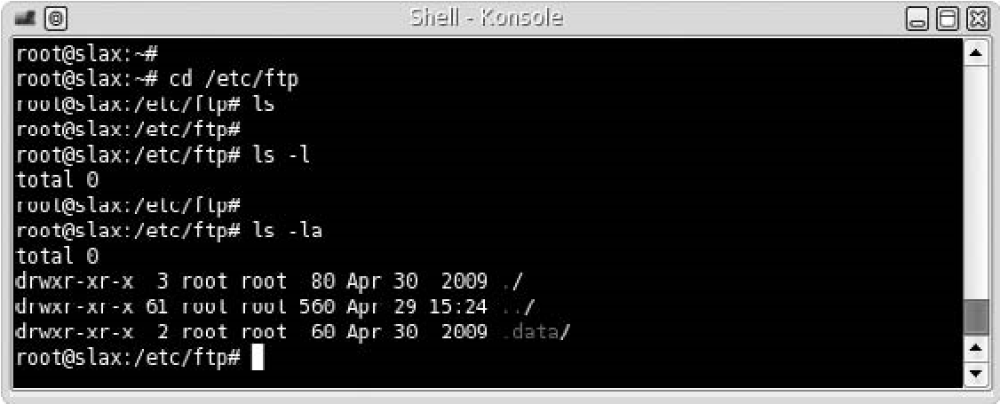 Shell - Konsole
root@slax:~#
root@slax:~# cd /etc/ftp
root@slax:/etc/ftp# ls
root@slax:/etc/ftp#
root@slax:/etc/ftp# ls -l
total 0
root@slax:/etc/ftp#
root@slax:/etc/ftp# ls -la
total 0
drwxr-xr-x  3 root root  80 Apr 30  2009 ./
drwxr-xr-x 61 root root 560 Apr 29 15:24 ../
drwxr-xr-x  2 root root  60 Apr 30  2009 .data/
root@slax:/etc/ftp#